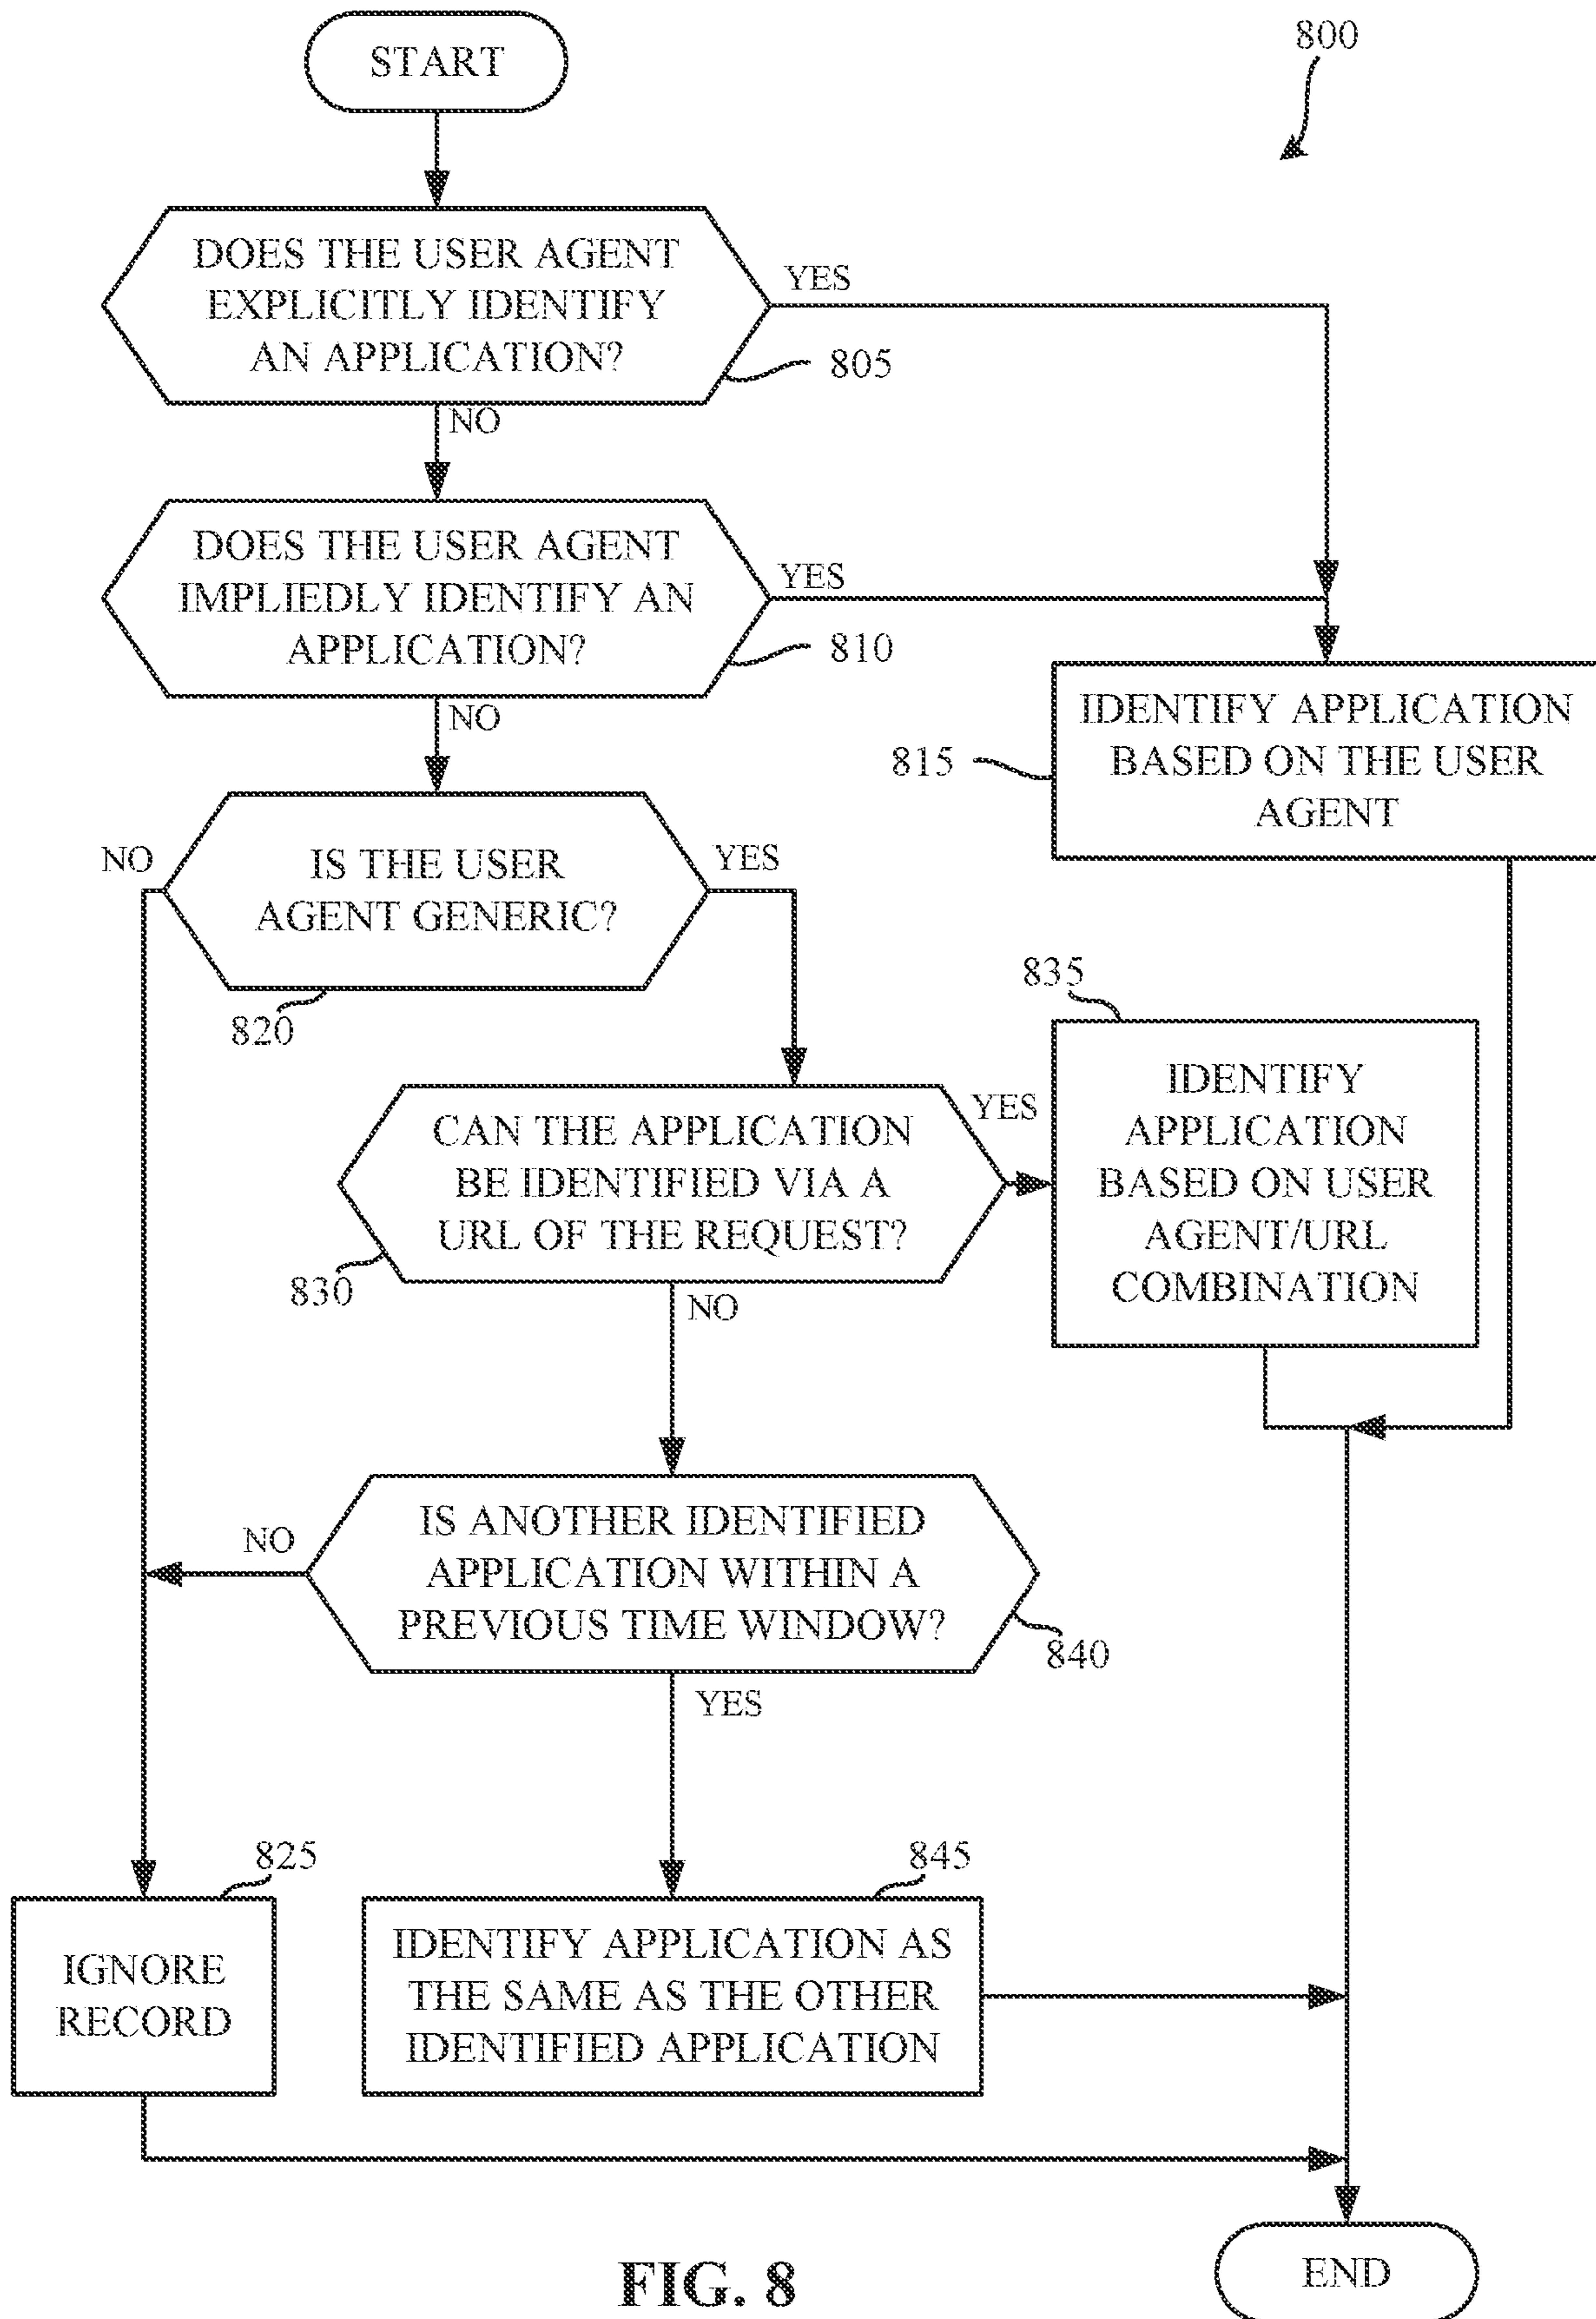 START
800
DOES THE USER AGENT
EXPLICITLY IDENTIFY
AN APPLICATION?
YES
805
NO
DOES THE USER AGENT
IMPLIEDLY IDENTIFY AN
APPLICATION?
YES
810
NO
IDENTIFY APPLICATION
BASED ON THE USER
AGENT
815
NO
IS THE USER
AGENT GENERIC?
YES
820
835
CAN THE APPLICATION
BE IDENTIFIED VIA A
URL OF THE REQUEST?
YES
830
NO
IDENTIFY
APPLICATION
BASED ON USER
AGENT/URL
COMBINATION
NO
IS ANOTHER IDENTIFIED
APPLICATION WITHIN A
PREVIOUS TIME WINDOW?
840
YES
825
845
IGNORE
RECORD
IDENTIFY APPLICATION AS
THE SAME AS THE OTHER
IDENTIFIED APPLICATION
END
FIG. 8